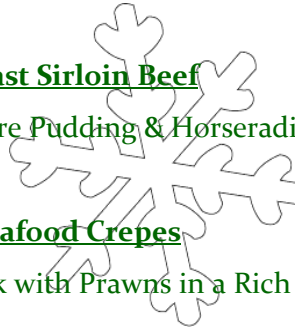 ast Sirloin Beef
re Pudding & Horseradi
afood Crepes
k with Prawns in a Rich